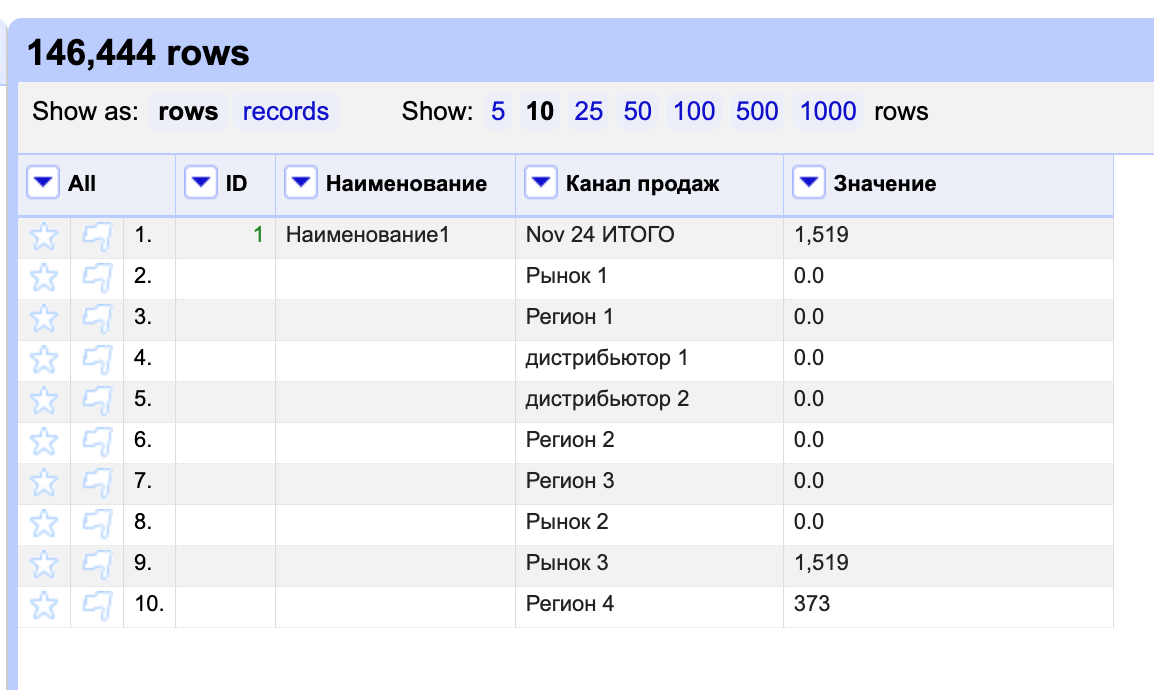 146,444 rows
Show as: rows records Show: 5 10 25 50 100 500 1000 rows
All ID Наименование Канал продаж Значение
1. 1 Наименование1 Nov 24 ИТОГО 1,519
2. Рынок 1 0.0
3. Регион 1 0.0
4. дистрибьютор 1 0.0
5. дистрибьютор 2 0.0
6. Регион 2 0.0
7. Регион 3 0.0
8. Рынок 2 0.0
9. Рынок 3 1,519
10. Регион 4 373